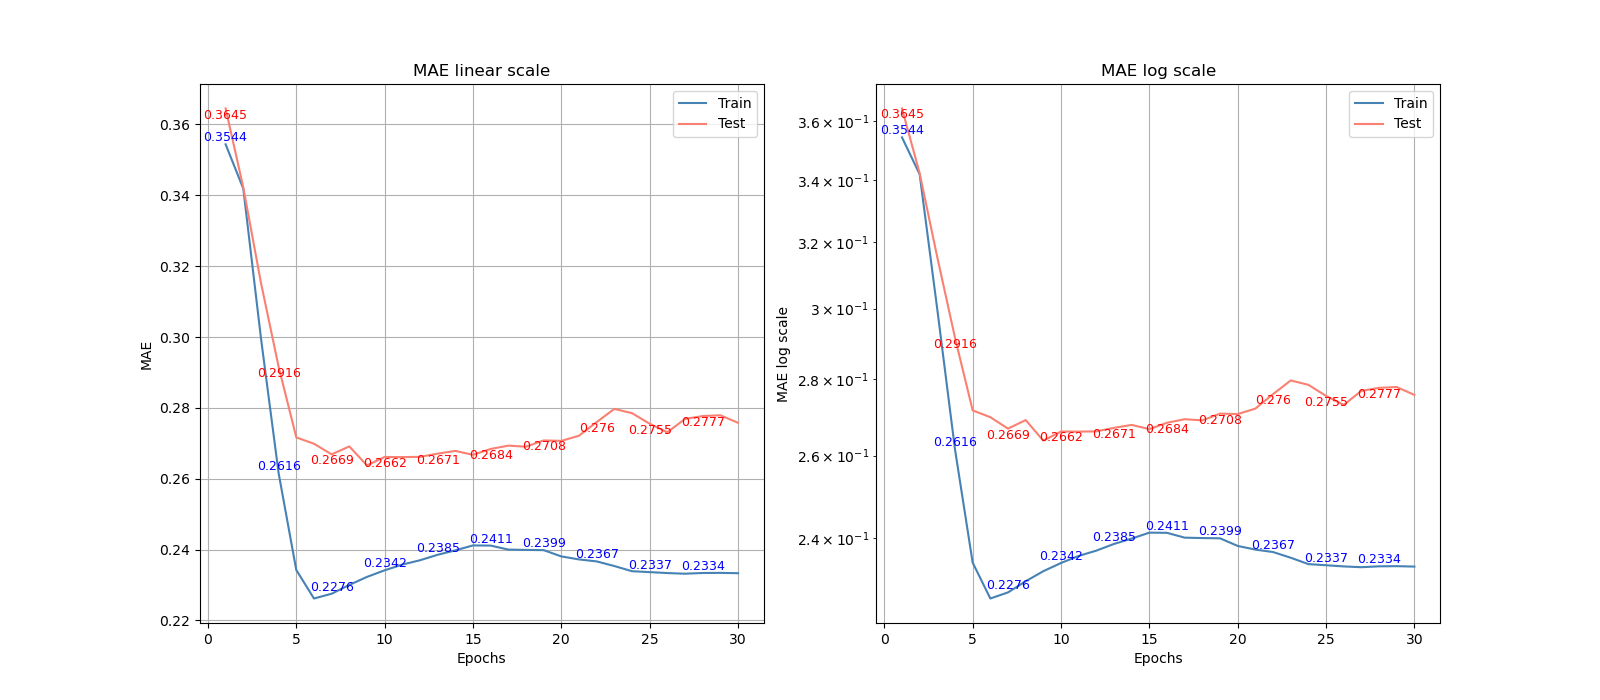 MAE linear scale
Train
Test
0.36
0.34
0.32
0.30
0.28
0.26
0.24
0.22
MAE
0.3645
0.3544
0.2916
0.2616
0.2669
0.2662
0.2671
0.2684
0.2708
0.276
0.2755
0.2777
0.2276
0.2342
0.2385
0.2411
0.2399
0.2367
0.2337
0.2334
0 5 10 15 20 25 30
Epochs
MAE log scale
Train
Test
3.6 × 10⁻¹
3.4 × 10⁻¹
3.2 × 10⁻¹
3 × 10⁻¹
2.8 × 10⁻¹
2.6 × 10⁻¹
2.4 × 10⁻¹
MAE log scale
0.3645
0.3544
0.2916
0.2616
0.2669
0.2662
0.2671
0.2684
0.2708
0.276
0.2755
0.2777
0.2276
0.2342
0.2385
0.2411
0.2399
0.2367
0.2337
0.2334
0 5 10 15 20 25 30
Epochs